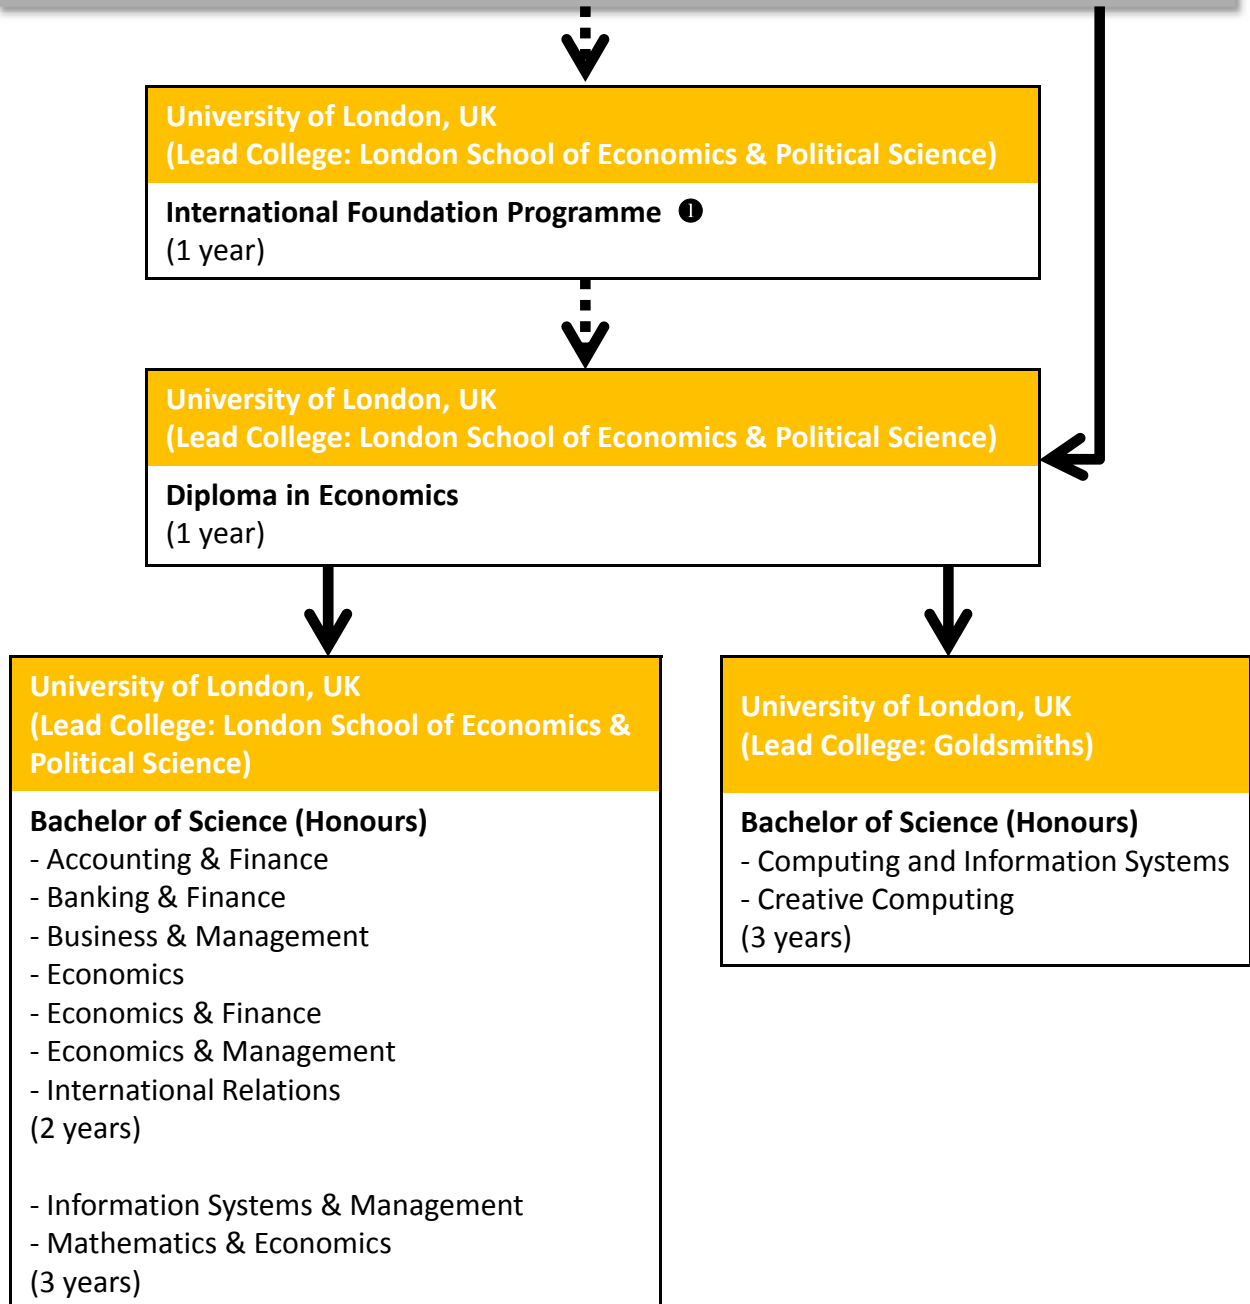 University of London, UK
(Lead College: London School of Economics & Political Science)
International Foundation Programme ❶
(1 year)
University of London, UK
(Lead College: London School of Economics & Political Science)
Diploma in Economics
(1 year)
University of London, UK
(Lead College: London School of Economics &
Political Science)
Bachelor of Science (Honours)
- Accounting & Finance
- Banking & Finance
- Business & Management
- Economics
- Economics & Finance
- Economics & Management
- International Relations
(2 years)
- Information Systems & Management
- Mathematics & Economics
(3 years)
University of London, UK
(Lead College: Goldsmiths)
Bachelor of Science (Honours)
- Computing and Information Systems
- Creative Computing
(3 years)